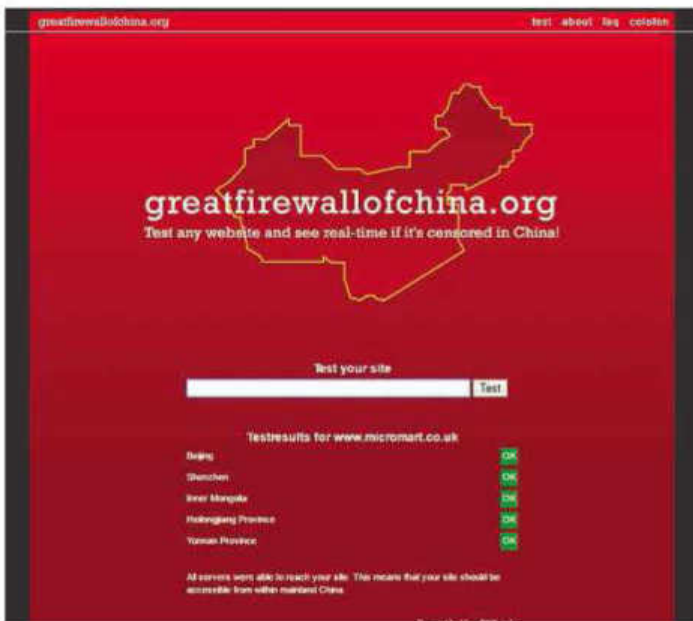 greatfirewallofchina.org
test about faq colofon
greatfirewallofchina.org
Test any website and see real-time if it's censored in China!
Test your site
Test
Testresults for www.micromart.co.uk
Beijing OK
Shenzhen OK
Inner Mongolia OK
Heilongjiang Province OK
Yunnan Province OK
All servers were able to reach your site. This means that your site should be
accessible from within mainland China.